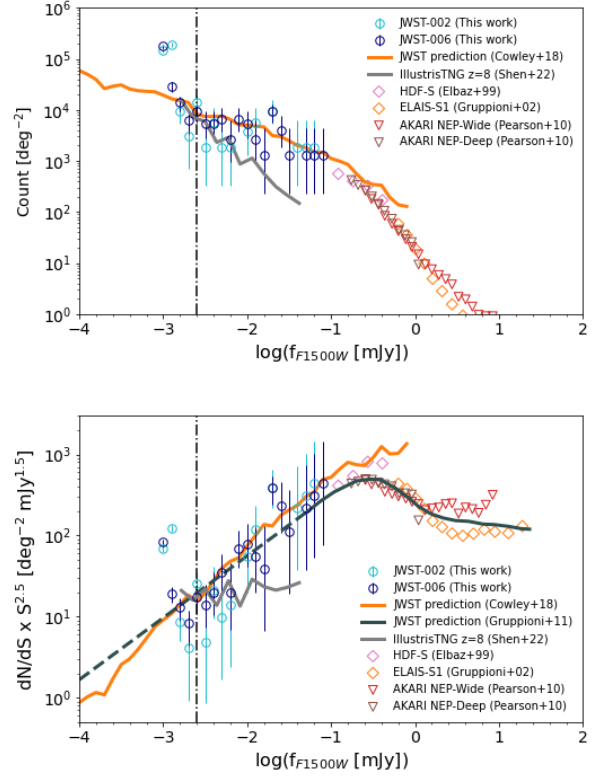 10⁶
10⁵
10⁴
10³
10²
10¹
10⁰
Count [deg⁻²]
JWST-002 (This work)
JWST-006 (This work)
JWST prediction (Cowley+18)
IllustrisTNG z=8 (Shen+22)
HDF-S (Elbaz+99)
ELAIS-S1 (Gruppioni+02)
AKARI NEP-Wide (Pearson+10)
AKARI NEP-Deep (Pearson+10)
−4 −3 −2 −1 0 1 2
log(f_F1500W [mJy])
10³
10²
10¹
10⁰
dN/dS x S²·⁵ [deg⁻² mJy¹·⁵]
JWST-002 (This work)
JWST-006 (This work)
JWST prediction (Cowley+18)
JWST prediction (Gruppioni+11)
IllustrisTNG z=8 (Shen+22)
HDF-S (Elbaz+99)
ELAIS-S1 (Gruppioni+02)
AKARI NEP-Wide (Pearson+10)
AKARI NEP-Deep (Pearson+10)
−4 −3 −2 −1 0 1 2
log(f_F1500W [mJy])